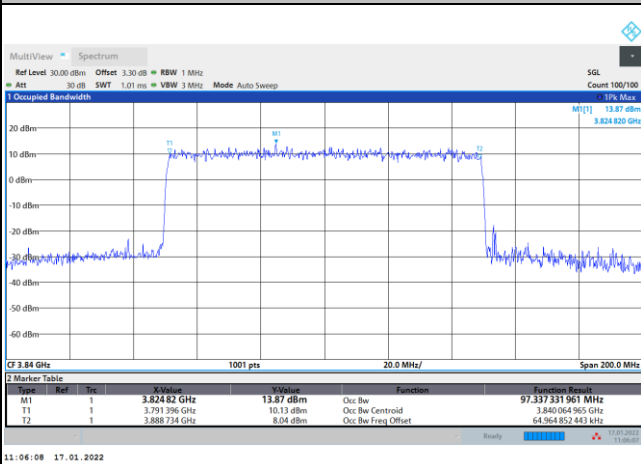 MultiView Spectrum
Ref Level 30.00 dBm Offset 3.30 dB RBW 1 MHz SGL
Att 30 dB SWT 1.01 ms VBW 3 MHz Mode Auto Sweep Count 100/100
1 Occupied Bandwidth 1Pk Max
M1[1] 13.87 dBm
3.824 820 GHz
20 dBm
M1
T1
T2
10 dBm
0 dBm
-10 dBm
-20 dBm
-30 dBm
-40 dBm
-50 dBm
-60 dBm
CF 3.84 GHz 1001 pts 20.0 MHz/ Span 200.0 MHz
2 Marker Table
Type Ref Trc X-Value Y-Value Function Function Result
M1 1 3.824 82 GHz 13.87 dBm Occ Bw 97.337 331 961 MHz
T1 1 3.791 396 GHz 10.13 dBm Occ Bw Centroid 3.840 064 965 GHz
T2 1 3.888 734 GHz 8.04 dBm Occ Bw Freq Offset 64.964 852 443 kHz
Ready 17.01.2022
11:06:07
11:06:08 17.01.2022